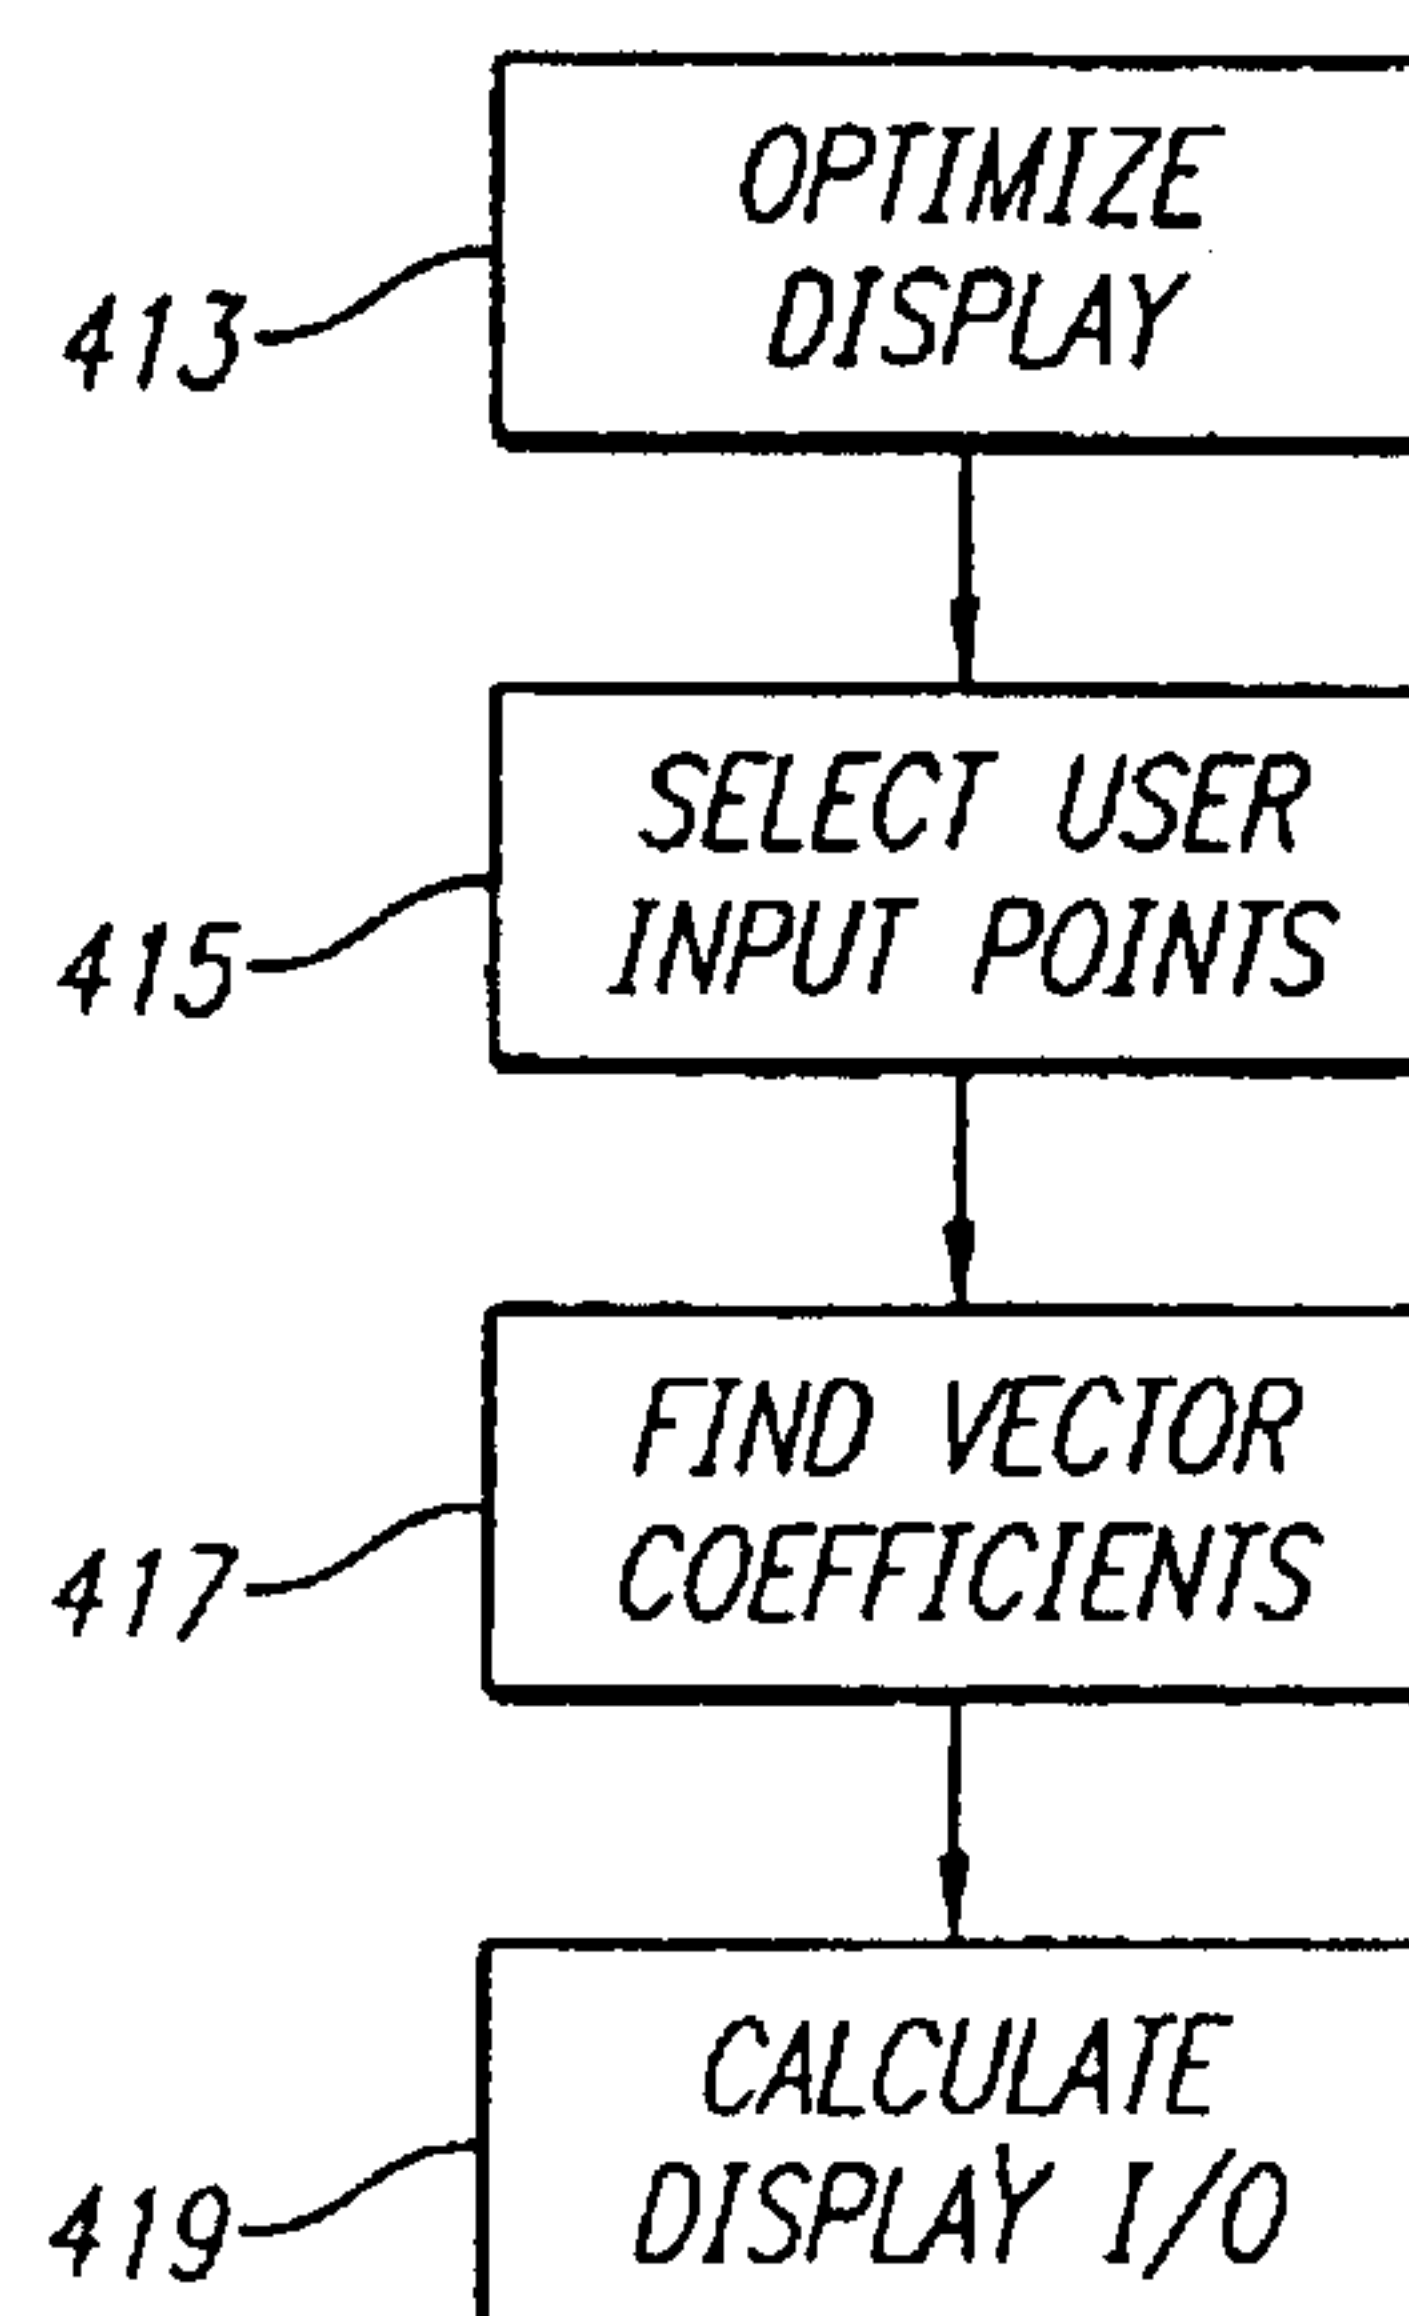 OPTIMIZE
DISPLAY
413
SELECT USER
INPUT POINTS
415
FIND VECTOR
COEFFICIENTS
417
CALCULATE
DISPLAY I/O
419